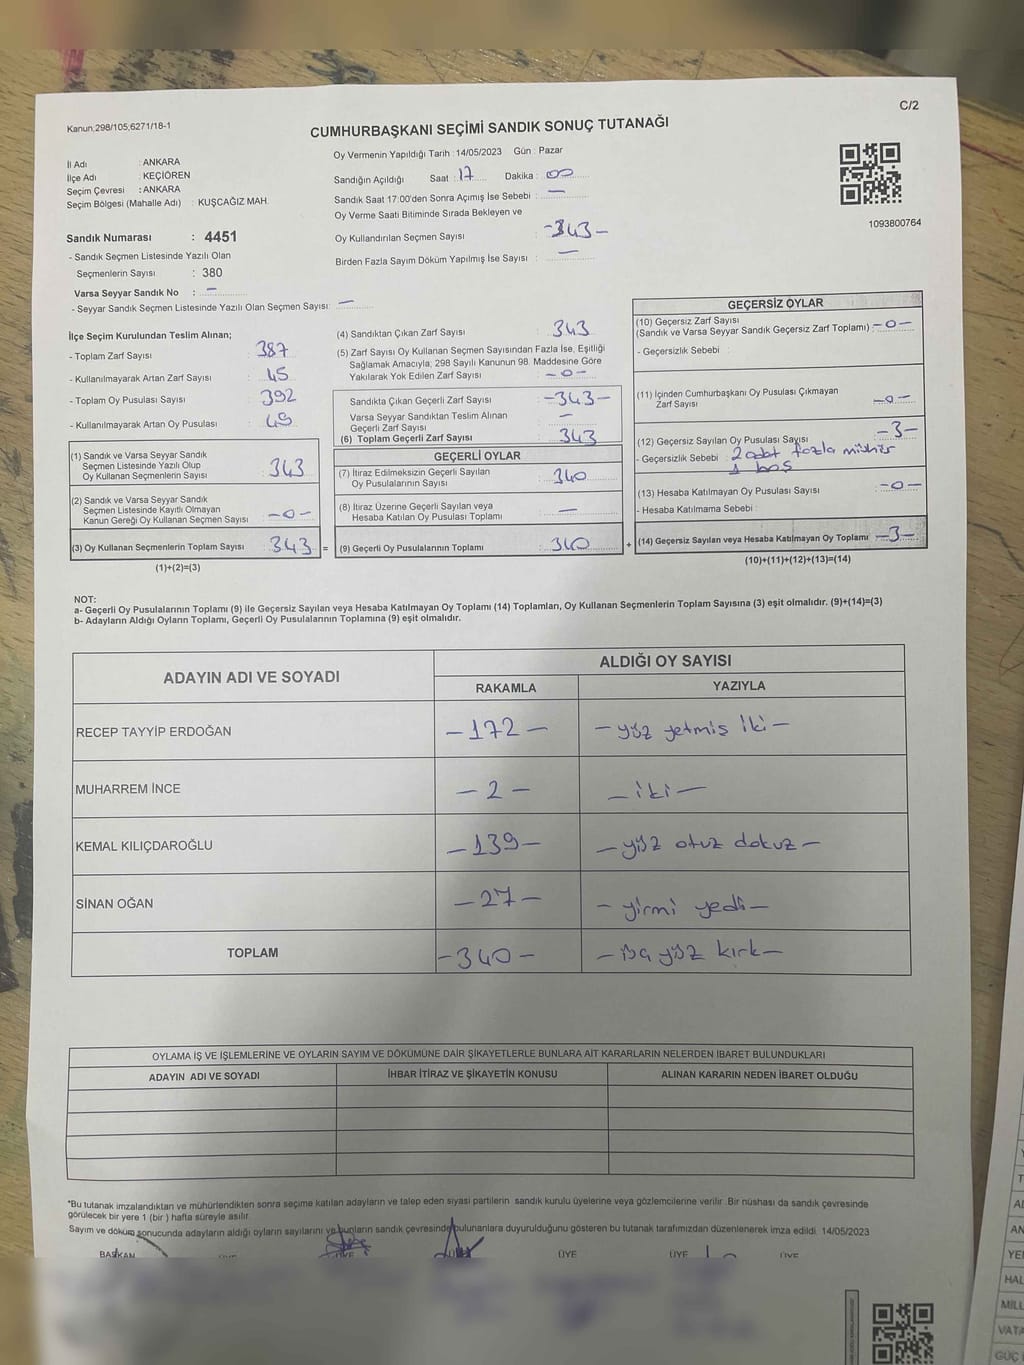 C/2
Kanun:298/105;6271/18-1
CUMHURBAŞKANI SEÇİMİ SANDIK SONUÇ TUTANAĞI
İl Adı : ANKARA
İlçe Adı : KEÇİÖREN
Seçim Çevresi : ANKARA
Seçim Bölgesi (Mahalle Adı) : KUŞCAĞIZ MAH.
Sandık Numarası : 4451
- Sandık Seçmen Listesinde Yazılı Olan
Seçmenlerin Sayısı : 380
Varsa Seyyar Sandık No : —
- Seyyar Sandık Seçmen Listesinde Yazılı Olan Seçmen Sayısı: —
Oy Vermenin Yapıldığı Tarih : 14/05/2023 Gün : Pazar
Sandığın Açıldığı Saat : 17 Dakika : 00
Sandık Saat 17:00'den Sonra Açımış İse Sebebi : —
Oy Verme Saati Bitiminde Sırada Bekleyen ve
Oy Kullandırılan Seçmen Sayısı : -343-
Birden Fazla Sayım Döküm Yapılmış İse Sayısı : —
1093800764
İlçe Seçim Kurulundan Teslim Alınan;
- Toplam Zarf Sayısı : 387
- Kullanılmayarak Artan Zarf Sayısı : 45
- Toplam Oy Pusulası Sayısı : 392
- Kullanılmayarak Artan Oy Pusulası : 49
(1) Sandık ve Varsa Seyyar Sandık
Seçmen Listesinde Yazılı Olup
Oy Kullanan Seçmenlerin Sayısı : 343
(2) Sandık ve Varsa Seyyar Sandık
Seçmen Listesinde Kayıtlı Olmayan
Kanun Gereği Oy Kullanan Seçmen Sayısı : -0-
(3) Oy Kullanan Seçmenlerin Toplam Sayısı : 343 =
(1)+(2)=(3)
(4) Sandıktan Çıkan Zarf Sayısı : 343
(5) Zarf Sayısı Oy Kullanan Seçmen Sayısından Fazla İse, Eşitliği
Sağlamak Amacıyla; 298 Sayılı Kanunun 98. Maddesine Göre
Yakılarak Yok Edilen Zarf Sayısı : -0-
Sandıkta Çıkan Geçerli Zarf Sayısı : -343-
Varsa Seyyar Sandıktan Teslim Alınan
Geçerli Zarf Sayısı : —
(6) Toplam Geçerli Zarf Sayısı : 343
GEÇERLİ OYLAR
(7) İtiraz Edilmeksizin Geçerli Sayılan
Oy Pusulalarının Sayısı : 340
(8) İtiraz Üzerine Geçerli Sayılan veya
Hesaba Katılan Oy Pusulası Toplamı : —
(9) Geçerli Oy Pusulalarının Toplamı : 340 +
GEÇERSİZ OYLAR
(10) Geçersiz Zarf Sayısı
(Sandık ve Varsa Seyyar Sandık Geçersiz Zarf Toplamı) : -0-
- Geçersizlik Sebebi :
(11) İçinden Cumhurbaşkanı Oy Pusulası Çıkmayan
Zarf Sayısı : -0-
(12) Geçersiz Sayılan Oy Pusulası Sayısı : -3-
- Geçersizlik Sebebi : 2 adet fazla mühür
1 boş
(13) Hesaba Katılmayan Oy Pusulası Sayısı : -0-
- Hesaba Katılmama Sebebi :
(14) Geçersiz Sayılan veya Hesaba Katılmayan Oy Toplamı : -3-
(10)+(11)+(12)+(13)=(14)
NOT:
a- Geçerli Oy Pusulalarının Toplamı (9) ile Geçersiz Sayılan veya Hesaba Katılmayan Oy Toplamı (14) Toplamları, Oy Kullanan Seçmenlerin Toplam Sayısına (3) eşit olmalıdır. (9)+(14)=(3)
b- Adayların Aldığı Oyların Toplamı, Geçerli Oy Pusulalarının Toplamına (9) eşit olmalıdır.
ADAYIN ADI VE SOYADI ALDIĞI OY SAYISI
RAKAMLA YAZIYLA
RECEP TAYYİP ERDOĞAN -172- -yüz yetmiş iki-
MUHARREM İNCE -2- -iki-
KEMAL KILIÇDAROĞLU -139- -yüz otuz dokuz-
SİNAN OĞAN -27- -yirmi yedi-
TOPLAM -340- yüz kırk-
OYLAMA İŞ VE İŞLEMLERİNE VE OYLARIN SAYIM VE DÖKÜMÜNE DAİR ŞİKAYETLERLE BUNLARA AİT KARARLARIN NELERDEN İBARET BULUNDUKLARI
ADAYIN ADI VE SOYADI İHBAR İTİRAZ VE ŞİKAYETİN KONUSU ALINAN KARARIN NEDEN İBARET OLDUĞU
*Bu tutanak imzalandıktan ve mühürlendikten sonra seçime katılan adayların ve talep eden siyasi partilerin sandık kurulu üyelerine veya gözlemcilerine verilir. Bir nüshası da sandık çevresinde
görülecek bir yere 1 (bir ) hafta süreyle asılır.
Sayım ve döküm sonucunda adayların aldığı oyların sayılarını ve bunların sandık çevresinde bulunanlara duyurulduğunu gösteren bu tutanak tarafımızdan düzenlenerek imza edildi. 14/05/2023
BAŞKAN ÜYE ÜYE ÜYE ÜYE ÜYE